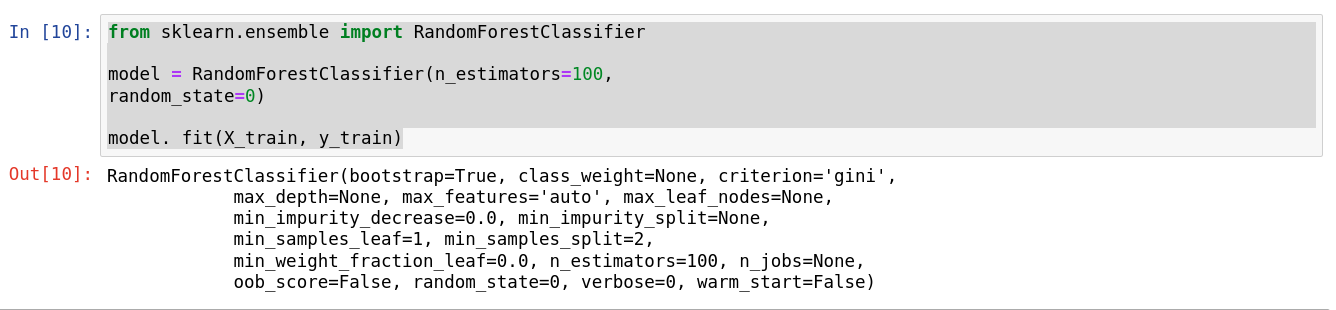 In [10]: from sklearn.ensemble import RandomForestClassifier
model = RandomForestClassifier(n_estimators=100,
random_state=0)
model. fit(X_train, y_train)
Out[10]: RandomForestClassifier(bootstrap=True, class_weight=None, criterion='gini',
max_depth=None, max_features='auto', max_leaf_nodes=None,
min_impurity_decrease=0.0, min_impurity_split=None,
min_samples_leaf=1, min_samples_split=2,
min_weight_fraction_leaf=0.0, n_estimators=100, n_jobs=None,
oob_score=False, random_state=0, verbose=0, warm_start=False)